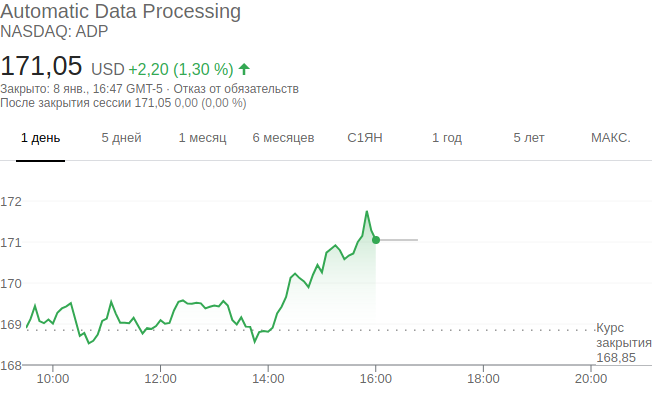 Automatic Data Processing
NASDAQ: ADP
171,05 USD +2,20 (1,30 %)
Закрыто: 8 янв., 16:47 GMT-5 · Отказ от обязательств
После закрытия сессии 171,05 0,00 (0,00 %)
1 день 5 дней 1 месяц 6 месяцев С1ЯН 1 год 5 лет МАКС.
172
171
170
169
Курс
закрытия
168,85
168
10:00 12:00 14:00 16:00 18:00 20:00